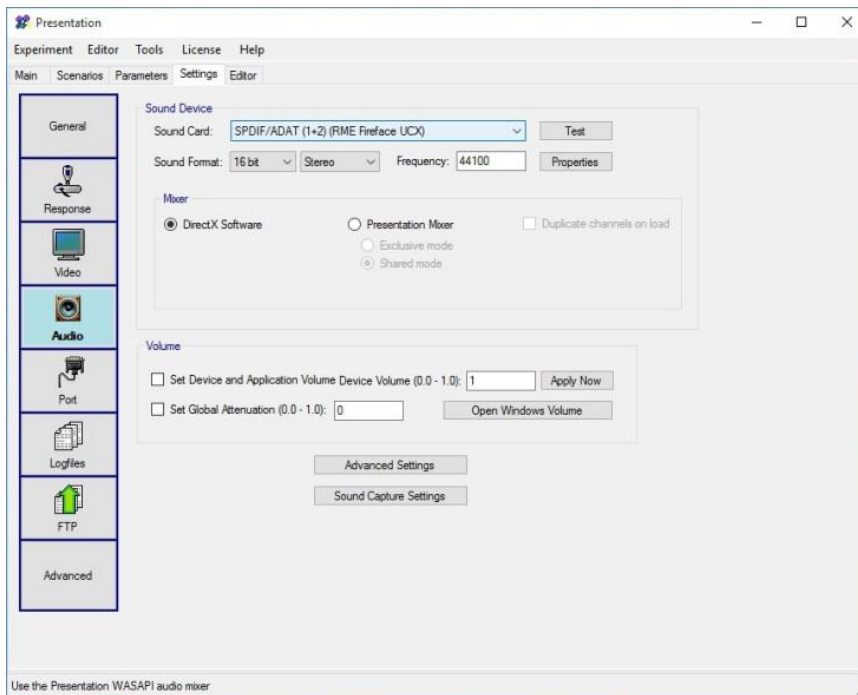 Presentation
Experiment Editor Tools License Help
Main Scenarios Parameters Settings Editor
General
Response
Video
Audio
Port
Logfiles
FTP
Advanced
Sound Device
Sound Card: SPDIF/ADAT (1+2) (RME Fireface UCX) Test
Sound Format: 16 bit Stereo Frequency: 44100 Properties
Mixer
DirectX Software Presentation Mixer Duplicate channels on load
Exclusive mode
Shared mode
Volume
Set Device and Application Volume Device Volume (0.0 - 1.0): 1 Apply Now
Set Global Attenuation (0.0 - 1.0): 0 Open Windows Volume
Advanced Settings
Sound Capture Settings
Use the Presentation WASAPI audio mixer